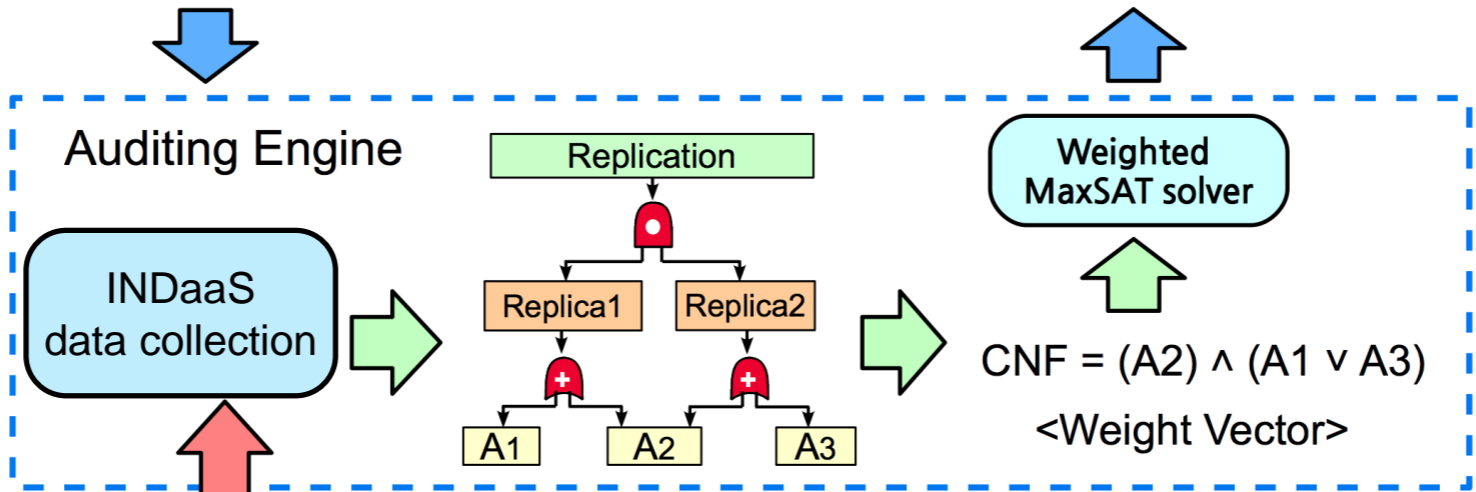 Auditing Engine
INDaaS
data collection
Replication
Replica1
Replica2
+
+
A1
A2
A3
Weighted
MaxSAT solver
CNF = (A2) ∧ (A1 ∨ A3)
<Weight Vector>